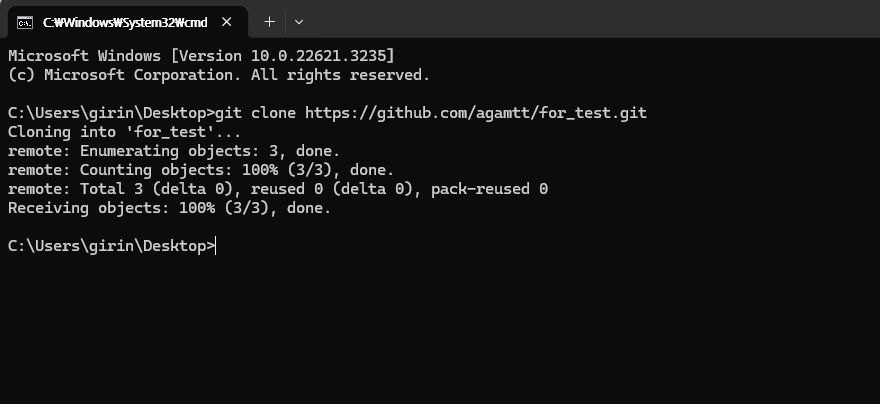 C:₩Windows₩System32₩cmd
Microsoft Windows [Version 10.0.22621.3235]
(c) Microsoft Corporation. All rights reserved.
C:\Users\girin\Desktop>git clone https://github.com/agamtt/for_test.git
Cloning into 'for_test'...
remote: Enumerating objects: 3, done.
remote: Counting objects: 100% (3/3), done.
remote: Total 3 (delta 0), reused 0 (delta 0), pack-reused 0
Receiving objects: 100% (3/3), done.
C:\Users\girin\Desktop>